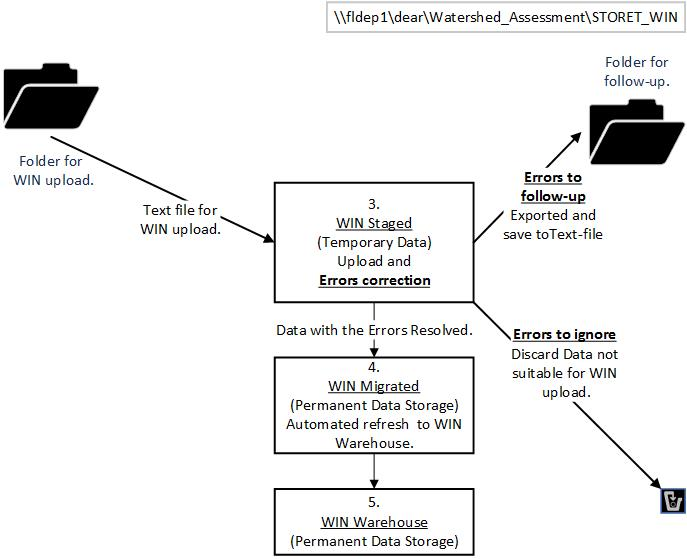 \\fldep1\dear\Watershed_Assessment\STORET_WIN
Folder for
follow-up.
Folder for
WIN upload.
Text file for
WIN upload.
3.
WIN Staged
(Temporary Data)
Upload and
Errors correction
Errors to
follow-up
Exported and
save toText-file
Data with the Errors Resolved.
Errors to ignore
Discard Data not
suitable for WIN
upload.
4.
WIN Migrated
(Permanent Data Storage)
Automated refresh to WIN
Warehouse.
5.
WIN Warehouse
(Permanent Data Storage)